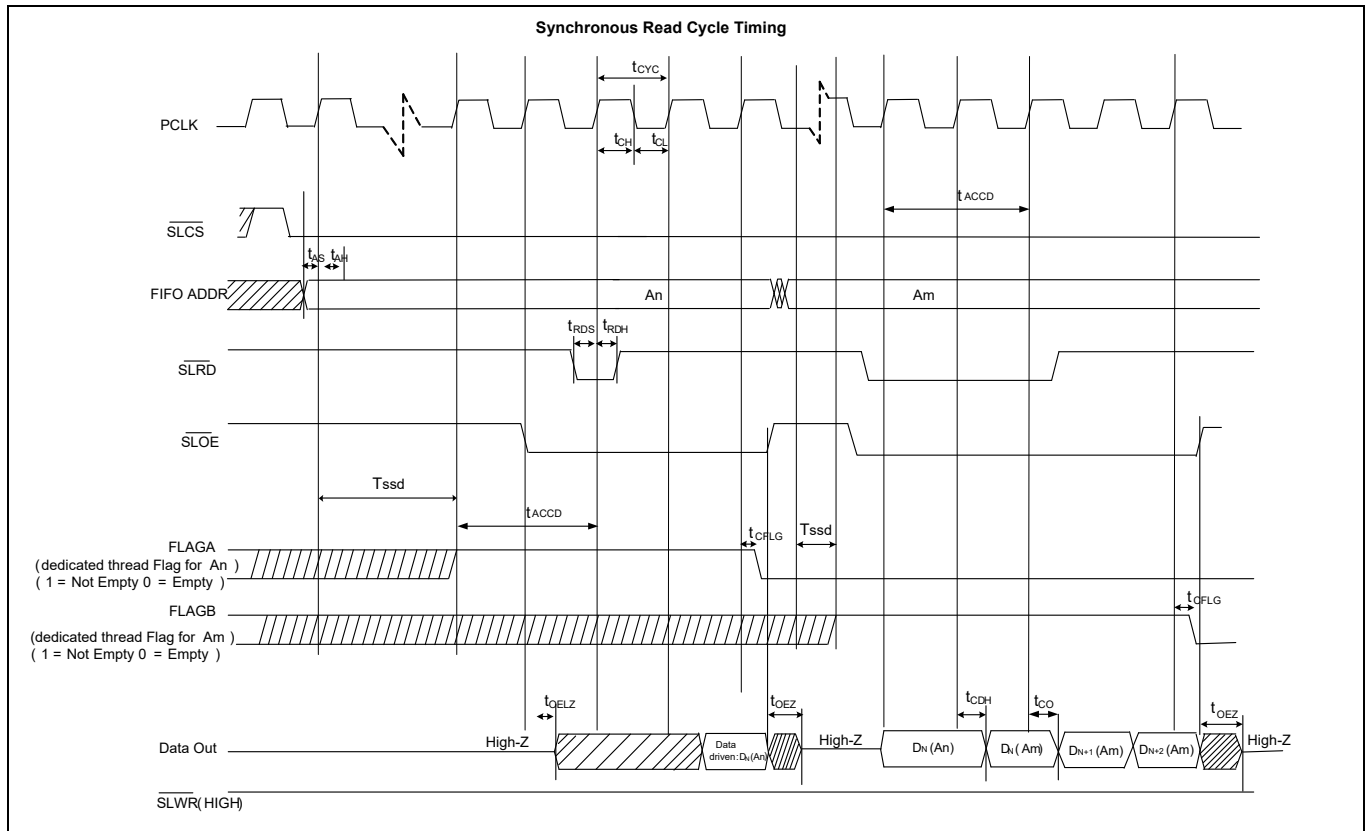 Synchronous Read Cycle Timing
tCYC
PCLK
tCH
tCL
tACCD
SLCS
tAS
tAH
FIFO ADDR
An
Am
tRDS
tRDH
SLRD
SLOE
Tssd
tACCD
tCFLG
Tssd
FLAGA
(dedicated thread Flag for An)
( 1 = Not Empty 0 = Empty )
FLAGB
tCFLG
(dedicated thread Flag for Am )
( 1 = Not Empty 0 = Empty )
tOELZ
tOEZ
tCDH
tCO
tOEZ
Data Out
High-Z
Data
driven:DN(An)
High-Z
DN(An)
DN(Am)
DN+1(Am)
DN+2(Am)
High-Z
SLWR(HIGH)